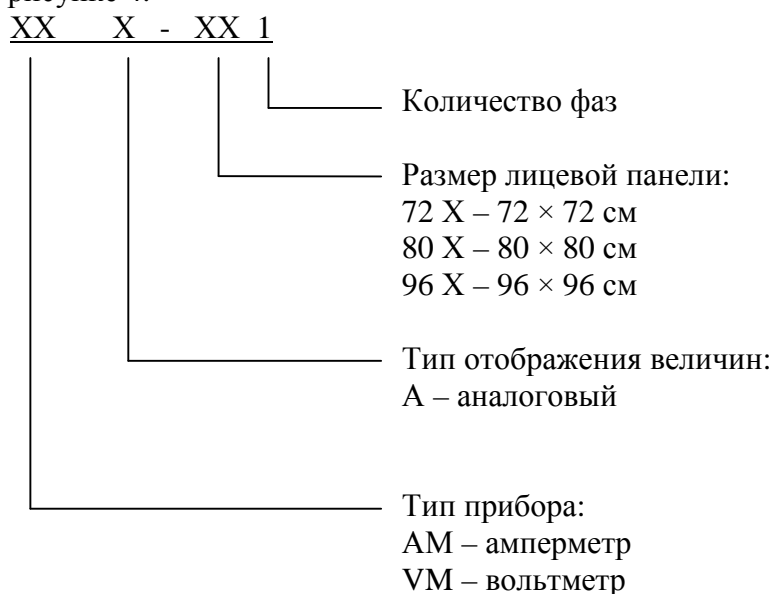 рисунке 4.
XX X - XX 1
Количество фаз
Размер лицевой панели:
72 X – 72 × 72 см
80 X – 80 × 80 см
96 X – 96 × 96 см
Тип отображения величин:
А – аналоговый
Тип прибора:
AM – амперметр
VM – вольтметр